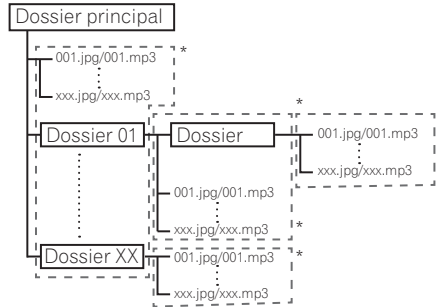 Dossier principal
001.jpg/001.mp3
*
xxx.jpg/xxx.mp3
*
Dossier 01
Dossier
001.jpg/001.mp3
xxx.jpg/xxx.mp3
001.jpg/001.mp3
xxx.jpg/xxx.mp3
*
Dossier XX
001.jpg/001.mp3
*
xxx.jpg/xxx.mp3